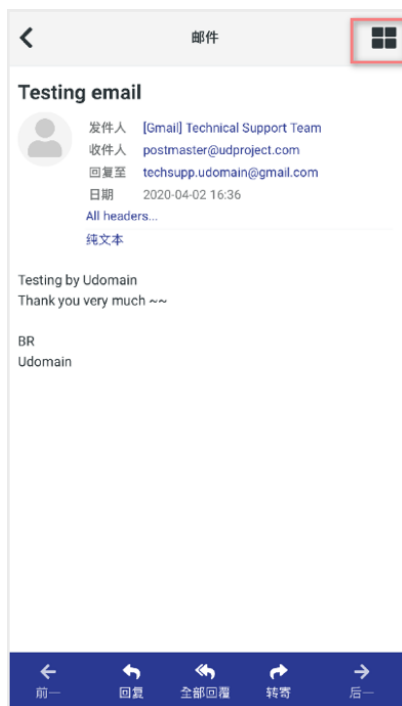 邮件
Testing email
发件人 [Gmail] Technical Support Team
收件人 postmaster@udproject.com
回复至 techsupp.udomain@gmail.com
日期 2020-04-02 16:36
All headers...
纯文本
Testing by Udomain
Thank you very much ~~
BR
Udomain
前一 回复 全部回覆 转寄 后一